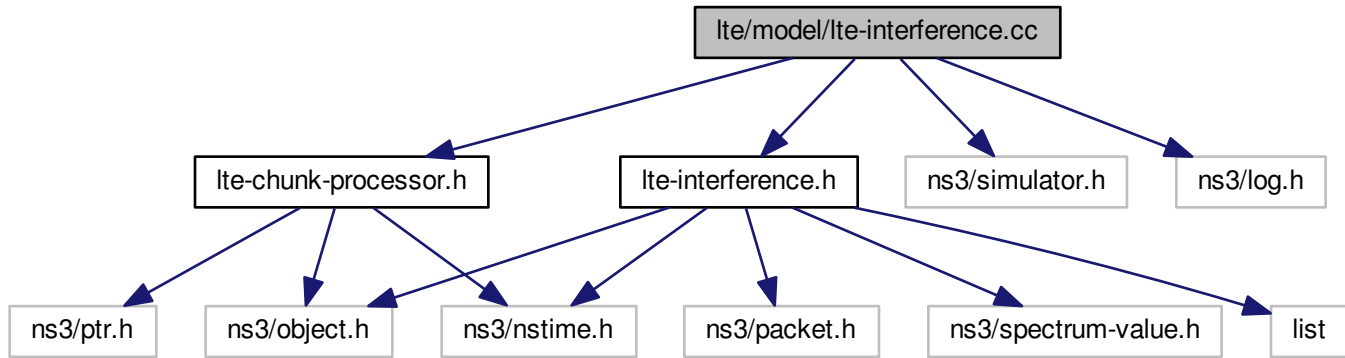 lte/model/lte-interference.cc
lte-chunk-processor.h
lte-interference.h
ns3/simulator.h
ns3/log.h
ns3/ptr.h
ns3/object.h
ns3/nstime.h
ns3/packet.h
ns3/spectrum-value.h
list